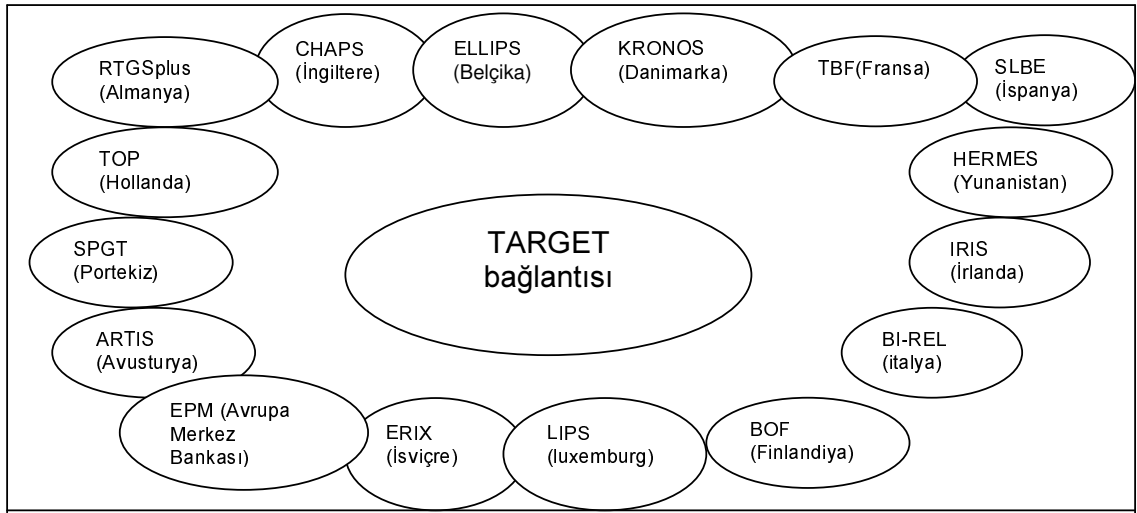 RTGSplus
(Almanya)
CHAPS
(İngiltere)
ELLIPS
(Belçika)
KRONOS
(Danimarka)
TBF(Fransa)
SLBE
(İspanya)
TOP
(Hollanda)
HERMES
(Yunanistan)
SPGT
(Portekiz)
TARGET
bağlantısı
IRIS
(İrlanda)
ARTIS
(Avusturya)
BI-REL
(italya)
EPM (Avrupa
Merkez
Bankası)
ERIX
(İsviçre)
LIPS
(luxemburg)
BOF
(Finlandiya)